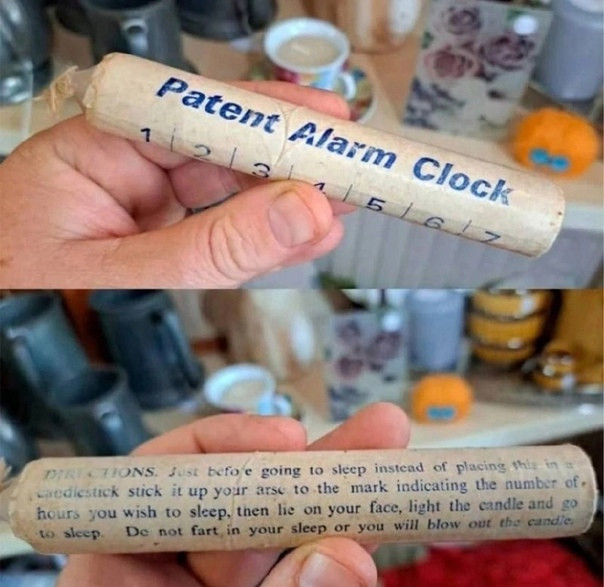 Patent Alarm Clock
1 2 3 4 5 6 7
DIRECTIONS. Just before going to sleep instead of placing this in a
candlestick stick it up your arse to the mark indicating the number of
hours you wish to sleep, then lie on your face, light the candle and go
to sleep. Do not fart in your sleep or you will blow out the candle.